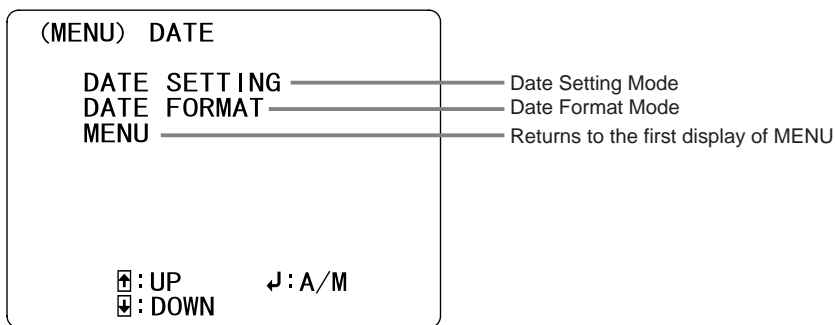 (MENU) DATE
DATE SETTING
Date Setting Mode
DATE FORMAT
Date Format Mode
MENU
Returns to the first display of MENU
↑:UP ↲:A/M
↓:DOWN